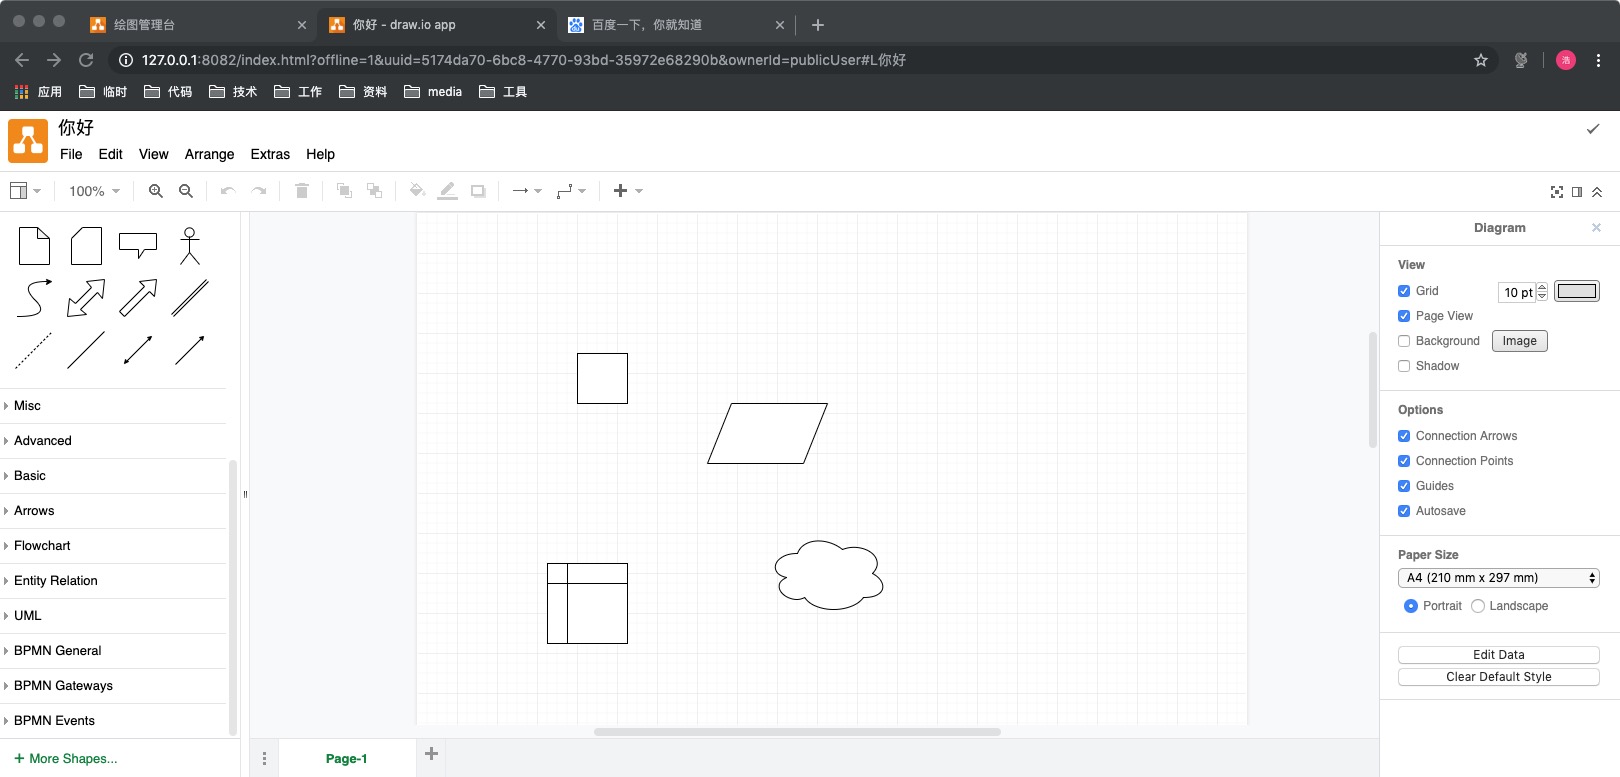 绘图管理台
你好 - draw.io app
百度一下，你就知道
127.0.0.1:8082/index.html?offline=1&uuid=5174da70-6bc8-4770-93bd-35972e68290b&ownerId=publicUser#L你好
浩
应用 临时 代码 技术 工作 资料 media 工具
你好
File Edit View Arrange Extras Help
100%
Misc
Advanced
Basic
Arrows
Flowchart
Entity Relation
UML
BPMN General
BPMN Gateways
BPMN Events
+ More Shapes...
Page-1
Diagram
View
Grid 10 pt
Page View
Background Image
Shadow
Options
Connection Arrows
Connection Points
Guides
Autosave
Paper Size
A4 (210 mm x 297 mm)
Portrait Landscape
Edit Data
Clear Default Style